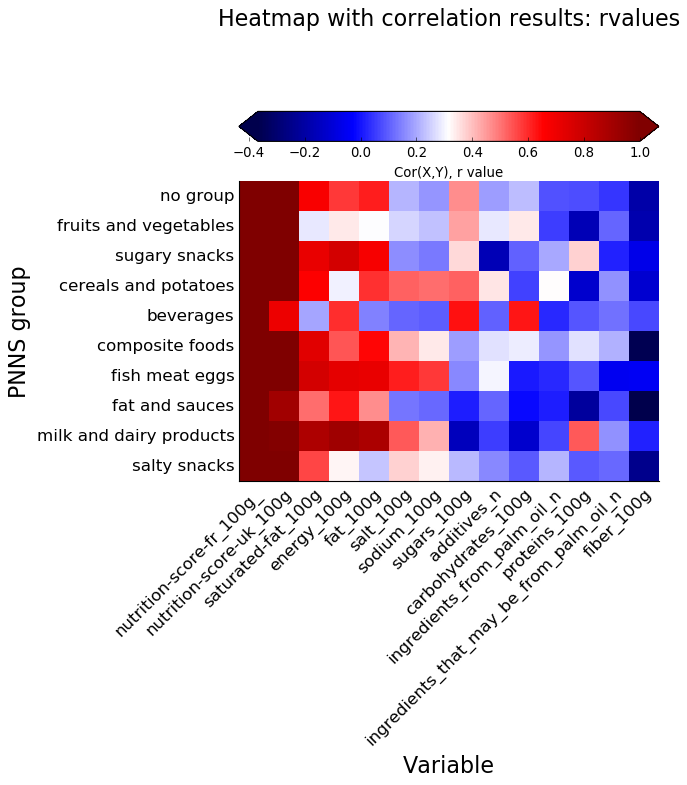 Heatmap with correlation results: rvalues
−0.4 −0.2 0.0 0.2 0.4 0.6 0.8 1.0
Cor(X,Y), r value
PNNS group
no group
fruits and vegetables
sugary snacks
cereals and potatoes
beverages
composite foods
fish meat eggs
fat and sauces
milk and dairy products
salty snacks
nutrition-score-fr_100g_
nutrition-score-uk_100g
saturated-fat_100g
energy_100g
fat_100g
salt_100g
sodium_100g
sugars_100g
additives_n
carbohydrates_100g
ingredients_from_palm_oil_n
proteins_100g
ingredients_that_may_be_from_palm_oil_n
fiber_100g
Variable